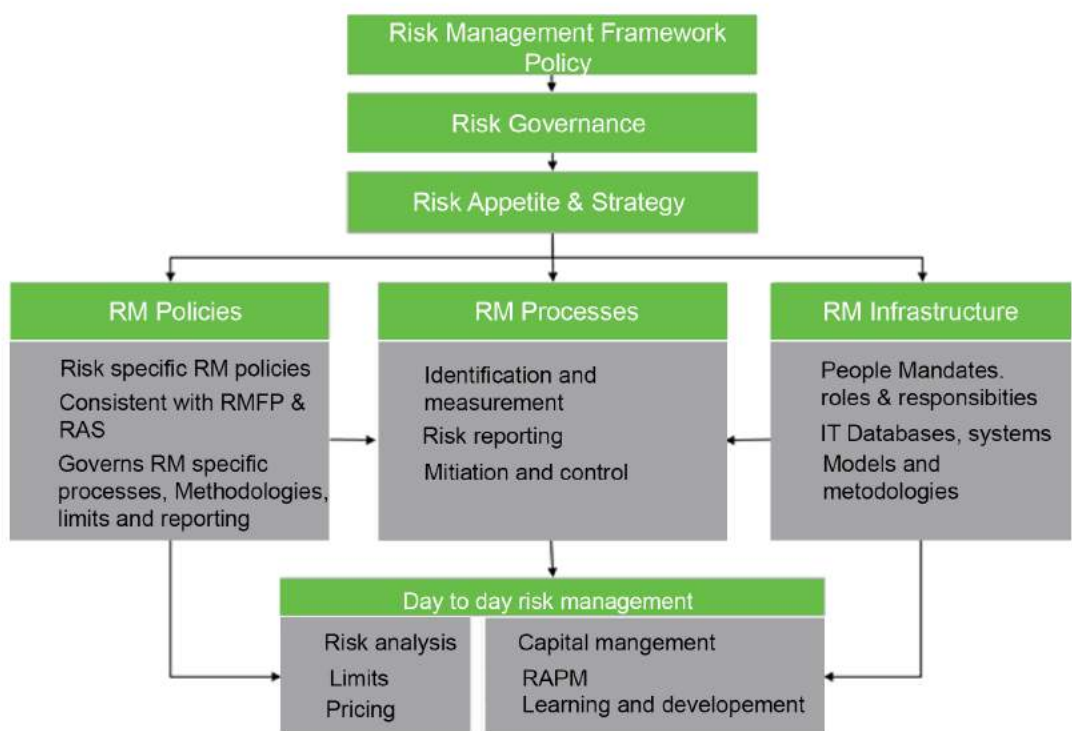 Risk Management Framework
Policy
Risk Governance
Risk Appetite & Strategy
RM Policies
Risk specific RM policies
Consistent with RMFP &
RAS
Governs RM specific
processes, Methodologies,
limits and reporting
RM Processes
Identification and
measurement
Risk reporting
Mitiation and control
RM Infrastructure
People Mandates.
roles & responsibities
IT Databases, systems
Models and
metodologies
Day to day risk management
Risk analysis
Limits
Pricing
Capital mangement
RAPM
Learning and developement